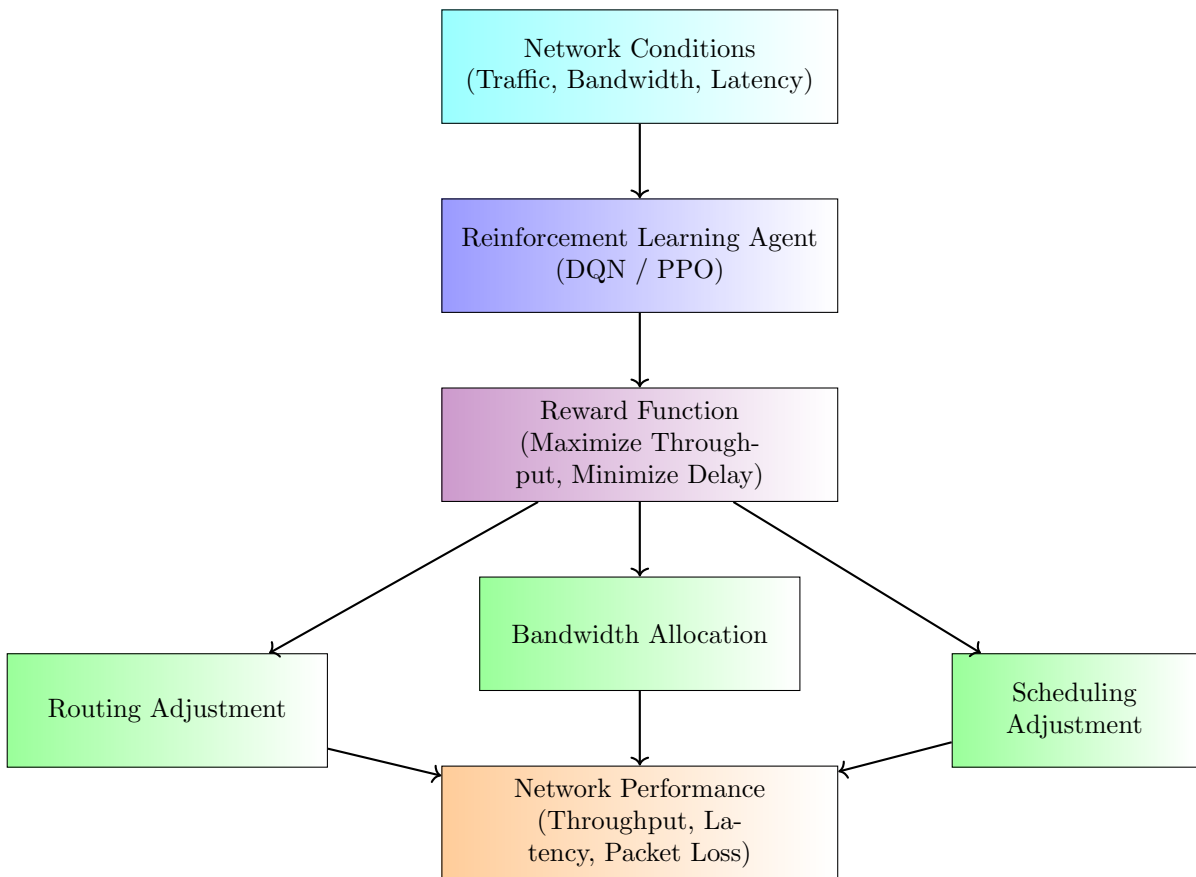 Network Conditions
(Traffic, Bandwidth, Latency)
Reinforcement Learning Agent
(DQN / PPO)
Reward Function
(Maximize Through-
put, Minimize Delay)
Bandwidth Allocation
Routing Adjustment
Scheduling
Adjustment
Network Performance
(Throughput, La-
tency, Packet Loss)